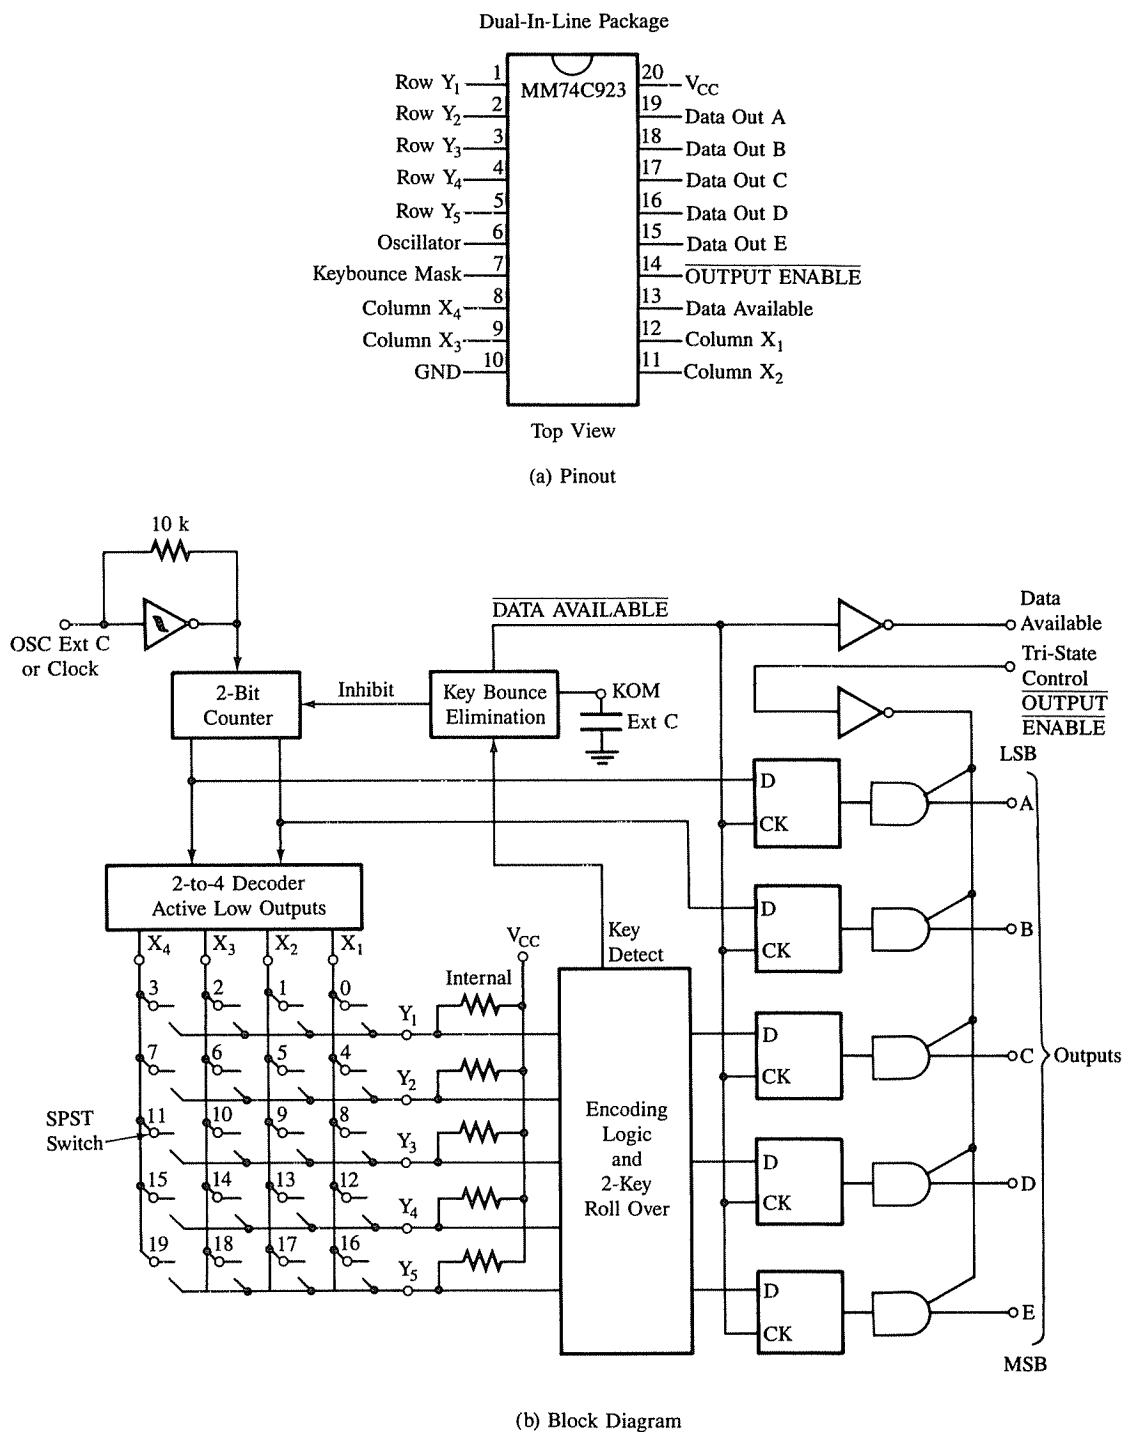 Dual-In-Line Package
MM74C923
Row Y1 1
Row Y2 2
Row Y3 3
Row Y4 4
Row Y5 5
Oscillator 6
Keybounce Mask 7
Column X4 8
Column X3 9
GND 10
20 VCC
19 Data Out A
18 Data Out B
17 Data Out C
16 Data Out D
15 Data Out E
14 OUTPUT ENABLE
13 Data Available
12 Column X1
11 Column X2
Top View
(a) Pinout
10 k
OSC Ext C
or Clock
2-Bit
Counter
Inhibit
DATA AVAILABLE
Key Bounce
Elimination
KOM
Ext C
Data
Available
Tri-State
Control
OUTPUT
ENABLE
LSB
2-to-4 Decoder
Active Low Outputs
X4 X3 X2 X1
3 2 1 0
Y1
7 6 5 4
Y2
SPST
Switch
11 10 9 8
Y3
15 14 13 12
Y4
19 18 17 16
Y5
VCC
Internal
Key
Detect
Encoding
Logic
and
2-Key
Roll Over
D
CK
A
D
CK
B
D
CK
C
Outputs
D
CK
D
D
CK
E
MSB
(b) Block Diagram